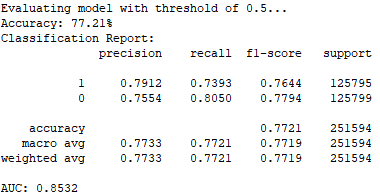 Evaluating model with threshold of 0.5...
Accuracy: 77.21%
Classification Report:
precision recall f1-score support
1 0.7912 0.7393 0.7644 125795
0 0.7554 0.8050 0.7794 125799
accuracy 0.7721 251594
macro avg 0.7733 0.7721 0.7719 251594
weighted avg 0.7733 0.7721 0.7719 251594
AUC: 0.8532